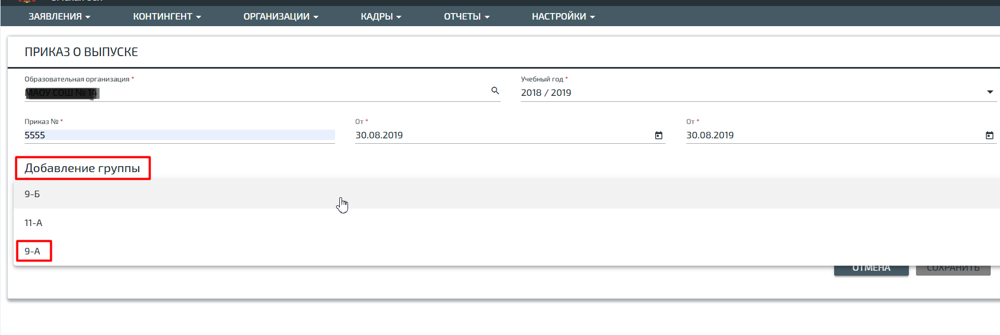 ЗАЯВЛЕНИЯ КОНТИНГЕНТ ОРГАНИЗАЦИИ КАДРЫ ОТЧЕТЫ НАСТРОЙКИ
ПРИКАЗ О ВЫПУСКЕ
Образовательная организация * Учебный год *
МАОУ СОШ № 14 2018 / 2019
Приказ № * От * От *
5555 30.08.2019 30.08.2019
Добавление группы
9-Б
11-А
9-А
ОТМЕНА СОХРАНИТЬ